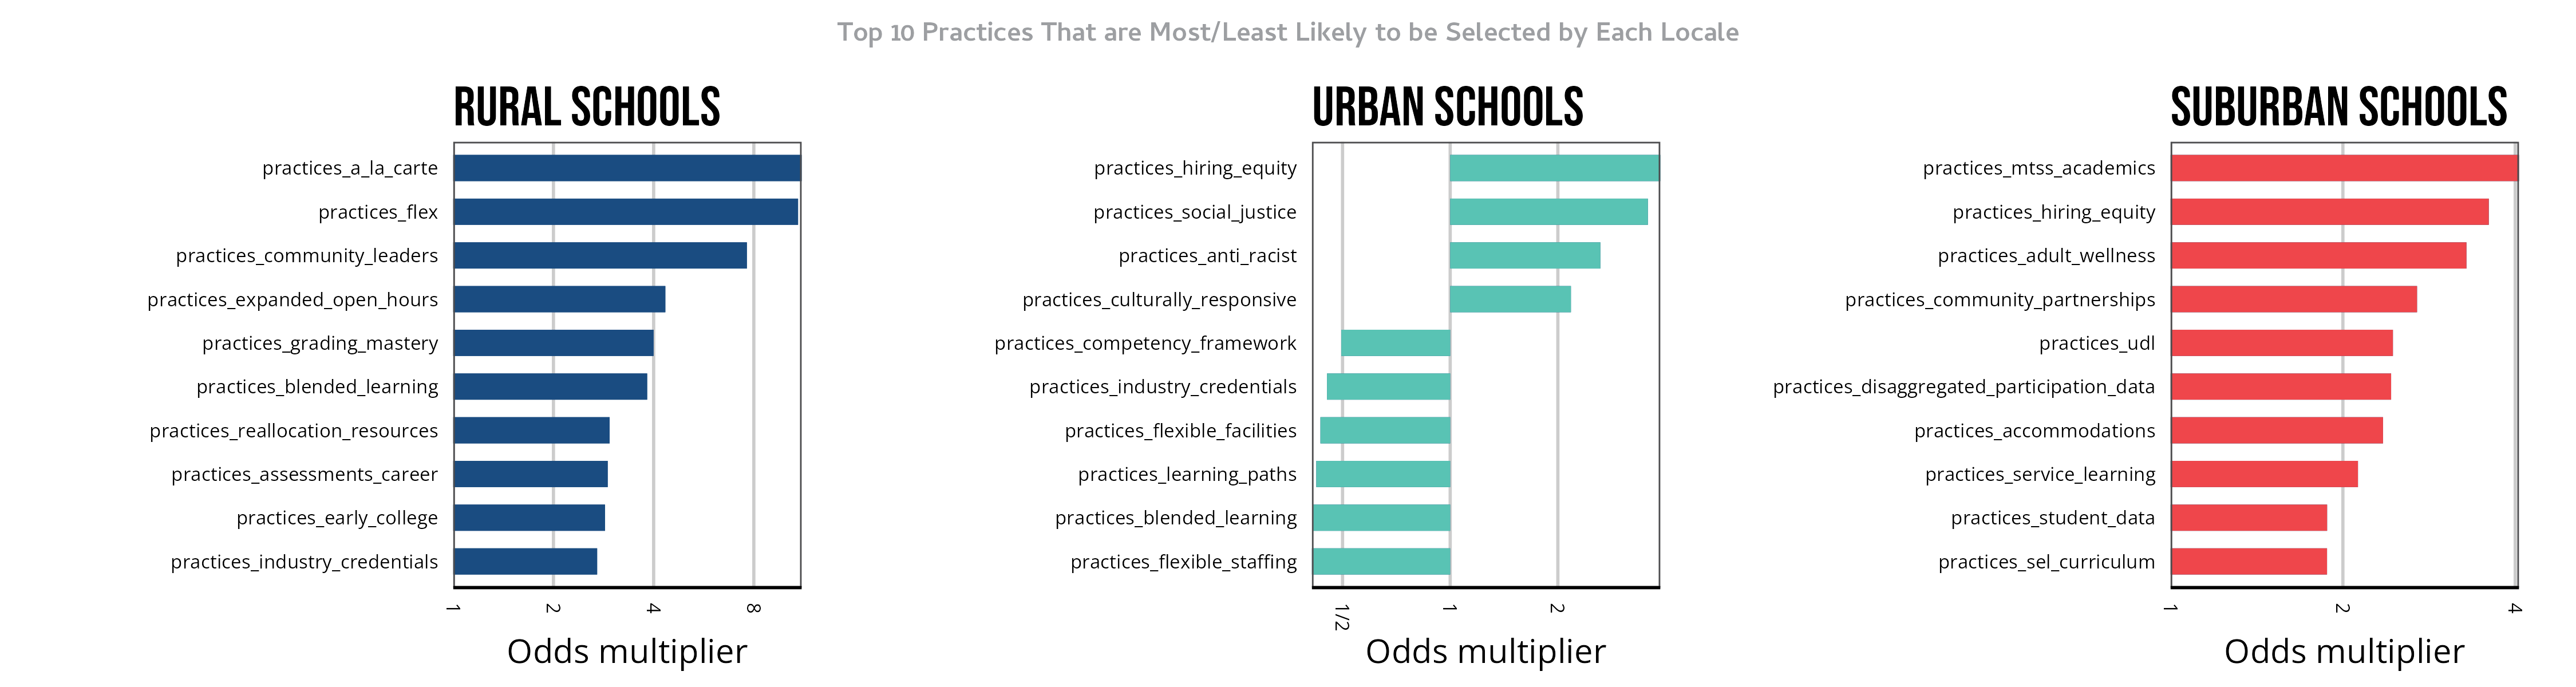 Top 10 Practices That are Most/Least Likely to be Selected by Each Locale
RURAL SCHOOLS
practices_a_la_carte
practices_flex
practices_community_leaders
practices_expanded_open_hours
practices_grading_mastery
practices_blended_learning
practices_reallocation_resources
practices_assessments_career
practices_early_college
practices_industry_credentials
1 2 4 8
Odds multiplier
URBAN SCHOOLS
practices_hiring_equity
practices_social_justice
practices_anti_racist
practices_culturally_responsive
practices_competency_framework
practices_industry_credentials
practices_flexible_facilities
practices_learning_paths
practices_blended_learning
practices_flexible_staffing
1/2 1 2
Odds multiplier
SUBURBAN SCHOOLS
practices_mtss_academics
practices_hiring_equity
practices_adult_wellness
practices_community_partnerships
practices_udl
practices_disaggregated_participation_data
practices_accommodations
practices_service_learning
practices_student_data
practices_sel_curriculum
1 2 4
Odds multiplier